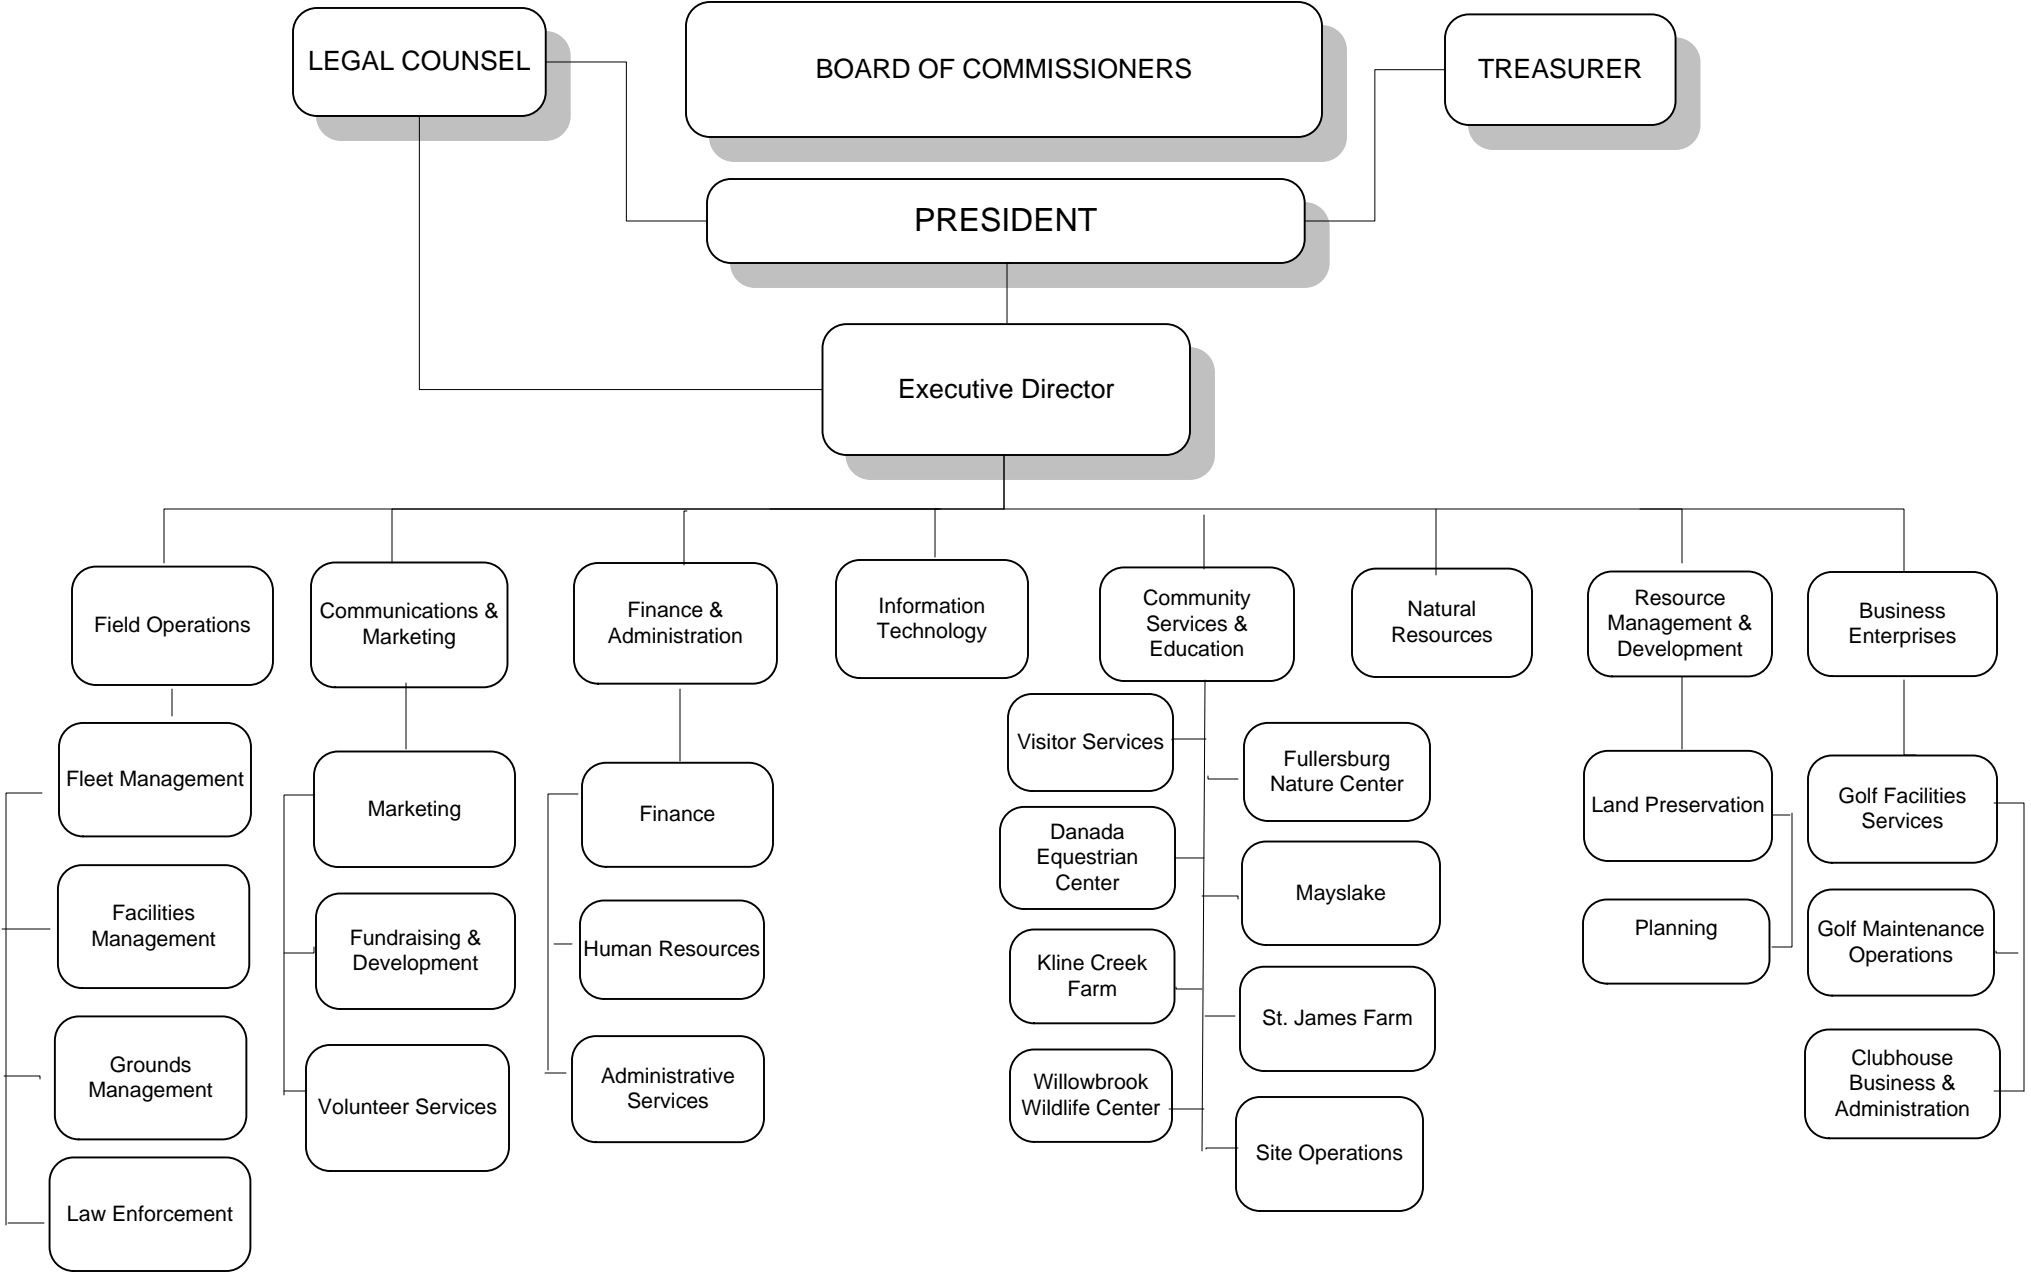 LEGAL COUNSEL
BOARD OF COMMISSIONERS
TREASURER
PRESIDENT
Executive Director
Field Operations
Communications &
Marketing
Finance &
Administration
Information
Technology
Community
Services &
Education
Natural
Resources
Resource
Management &
Development
Business
Enterprises
Fleet Management
Facilities
Management
Grounds
Management
Law Enforcement
Marketing
Fundraising &
Development
Volunteer Services
Finance
Human Resources
Administrative
Services
Visitor Services
Danada
Equestrian
Center
Kline Creek
Farm
Willowbrook
Wildlife Center
Fullersburg
Nature Center
Mayslake
St. James Farm
Site Operations
Land Preservation
Planning
Golf Facilities
Services
Golf Maintenance
Operations
Clubhouse
Business &
Administration